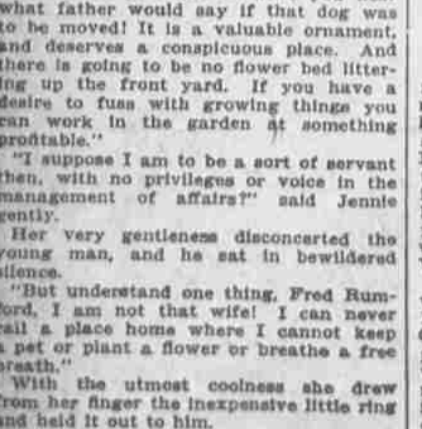 what father would say if that dog was
to be moved! It is a valuable ornament,
and deserves a conspicuous place. And
there is going to be no flower bed litter-
ing up the front yard. If you have a
desire to fuss with growing things you
can work in the garden at something
profitable."
"I suppose I am to be a sort of servant
then, with no privileges or voice in the
management of affairs?" said Jennie
gently.
Her very gentleness disconcerted the
young man, and he sat in bewildered
silence.
"But understand one thing, Fred Rum-
ford, I am not that wife! I can never
call a place home where I cannot keep
a pet or plant a flower or breathe a free
breath."
With the utmost coolness she drew
from her finger the inexpensive little ring
and held it out to him.